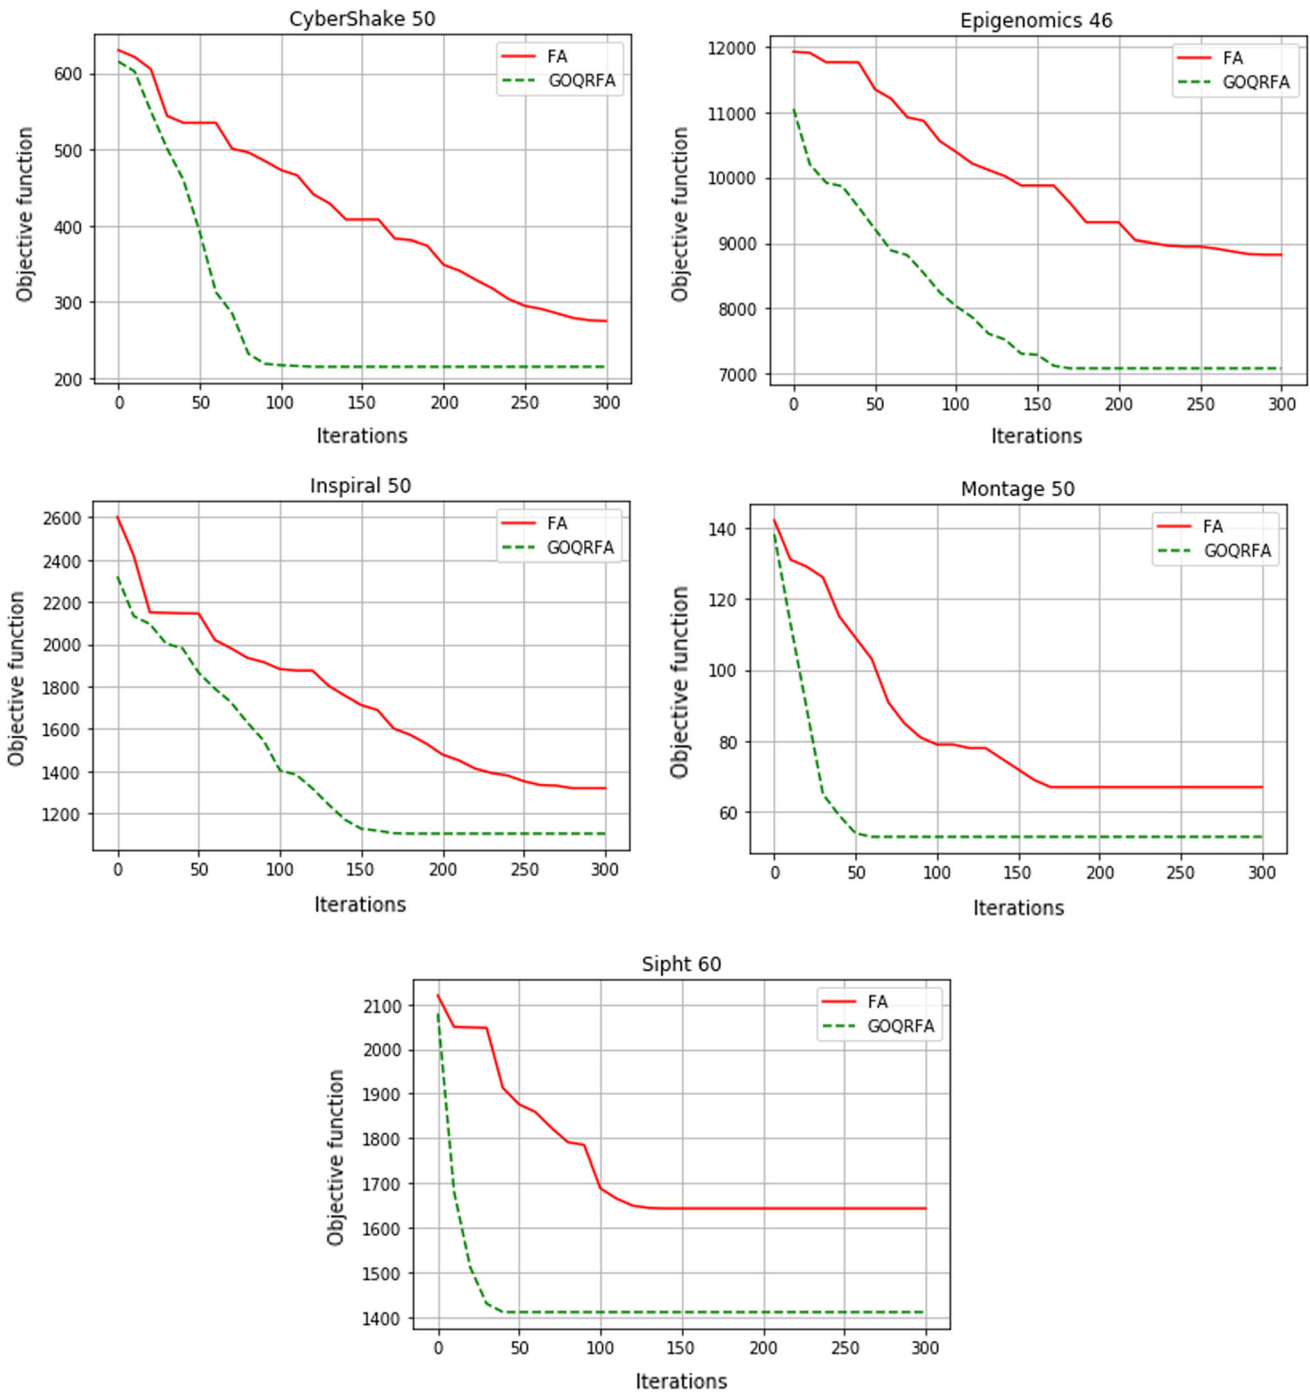 CyberShake 50
FA
GOQRFA
Objective function
600
500
400
300
200
0 50 100 150 200 250 300
Iterations
Epigenomics 46
FA
GOQRFA
Objective function
12000
11000
10000
9000
8000
7000
0 50 100 150 200 250 300
Iterations
Inspiral 50
FA
GOQRFA
Objective function
2600
2400
2200
2000
1800
1600
1400
1200
0 50 100 150 200 250 300
Iterations
Montage 50
FA
GOQRFA
Objective function
140
120
100
80
60
0 50 100 150 200 250 300
Iterations
Sipht 60
FA
GOQRFA
Objective function
2100
2000
1900
1800
1700
1600
1500
1400
0 50 100 150 200 250 300
Iterations